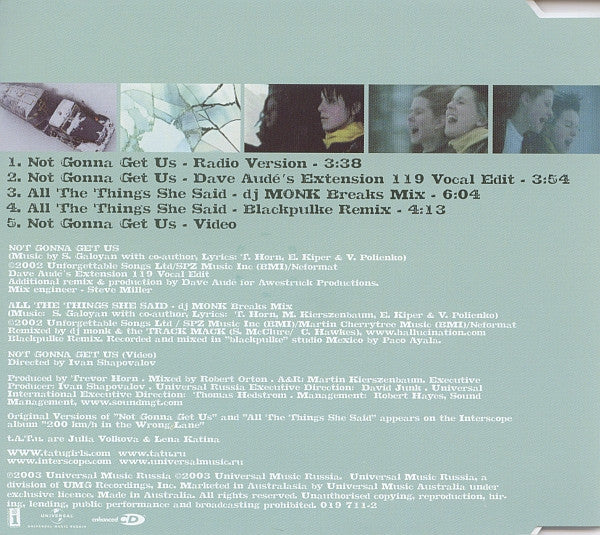 1. Not Gonna Get Us - Radio Version - 3:38
2. Not Gonna Get Us - Dave Audé's Extension 119 Vocal Edit - 3:54
3. All The Things She Said - dj MONK Breaks Mix - 6:04
4. All The Things She Said - Blackpulke Remix - 4:13
5. Not Gonna Get Us - Video
NOT GONNA GET US
(Music by S. Galoyan with co-author, Lyrics: T. Horn, E. Kiper & V. Polienko)
©2002 Unforgettable Songs Ltd/SPZ Music Inc (BMI)/Neformat
Dave Audé's Extension 119 Vocal Edit
Additional remix & production by Dave Audé for Awestruck Productions.
Mix engineer - Steve Miller
ALL THE THINGS SHE SAID - dj MONK Breaks Mix
(Music: S. Galoyan with co-author, Lyrics: T. Horn, M. Kierszenbaum, E. Kiper & V. Polienko)
©2002 Unforgettable Songs Ltd / SPZ Music Inc (BMI)/Martin Cherrytree Music (BMI)/Neformat
Remixed by dj monk & the TRACK MACK (S. McClure/ C. Hawkes). www.hallucination.com
Blackpulke Remix. Recorded and mixed in "blackpulke" studio Mexico by Paco Ayala.
NOT GONNA GET US (Video)
Directed by Ivan Shapovalov
Produced by Trevor Horn . Mixed by Robert Orton . A&R: Martin Kierszenbaum. Executive
Producer Ivan Shapovalov . Universal Russia Executive Direction: David Junk . Universal
International Executive Direction: Thomas Hedstrom . Management: Robert Hayes, Sound
Management, www.soundmgt.com
Original Versions of "Not Gonna Get Us" and "All The Things She Said" appears on the Interscope
album "200 km/h in the Wrong Lane"
t.A.T.u. are Julia Volkova & Lena Katina
WWW.tatugirls.com www.tatu.ru
www.interscope.com www.universalmusic.ru
℗2003 Universal Music Russia ©2003 Universal Music Russia. Universal Music Russia, a
division of UMG Recordings, Inc. Marketed in Australasia by Universal Music under
exclusive licence. Made in Australia. All rights reserved. Unauthorised copying, reproduction, hir-
ing, lending, public performance and broadcasting prohibited. 019 711-2
UNIVERSAL
UNIVERSAL MUSIC RUSSIA
enhanced CD